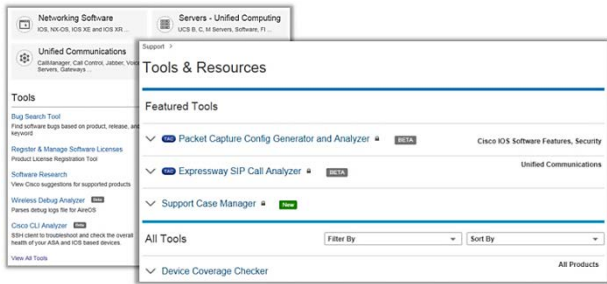 Networking Software
IOS, NX-OS, IOS XE and IOS XR ...
Servers - Unified Computing
UCS B, C, M Servers, Software, FI ...
Unified Communications
CallManager, Call Control, Jabber, Voice
Servers, Gateways ...
Tools
Bug Search Tool
Find software bugs based on product, release, and
keyword
Register & Manage Software Licenses
Product License Registration Tool
Software Research
View Cisco suggestions for supported products
Wireless Debug Analyzer Beta
Parses debug logs file for AireOS
Cisco CLI Analyzer Beta
SSH client to troubleshoot and check the overall
health of your ASA and IOS based devices.
View All Tools
Support >
Tools & Resources
Featured Tools
TAC Packet Capture Config Generator and Analyzer BETA Cisco IOS Software Features, Security
TAC Expressway SIP Call Analyzer BETA Unified Communications
Support Case Manager New
All Tools Filter By Sort By
Device Coverage Checker All Products